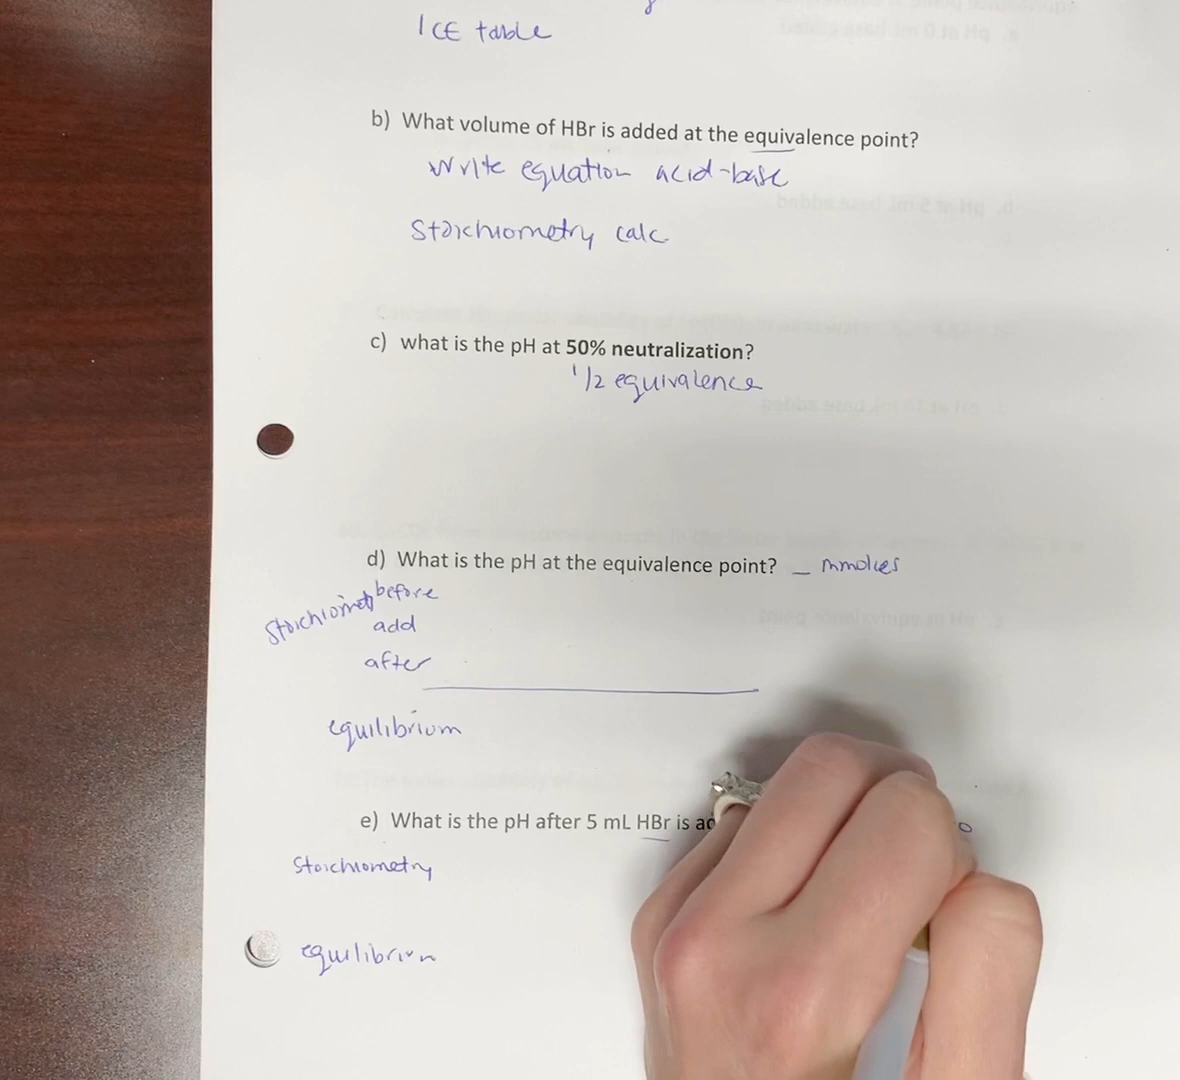 ICE table
b) What volume of HBr is added at the equivalence point?
Write equation acid-base
Stoichiometry calc
c) what is the pH at 50% neutralization?
1/2 equivalence
d) What is the pH at the equivalence point? _ mmoles
before
stoichiomet
add
after
equilibrium
e) What is the pH after 5 mL HBr is
Stoichiometry
equilibrium